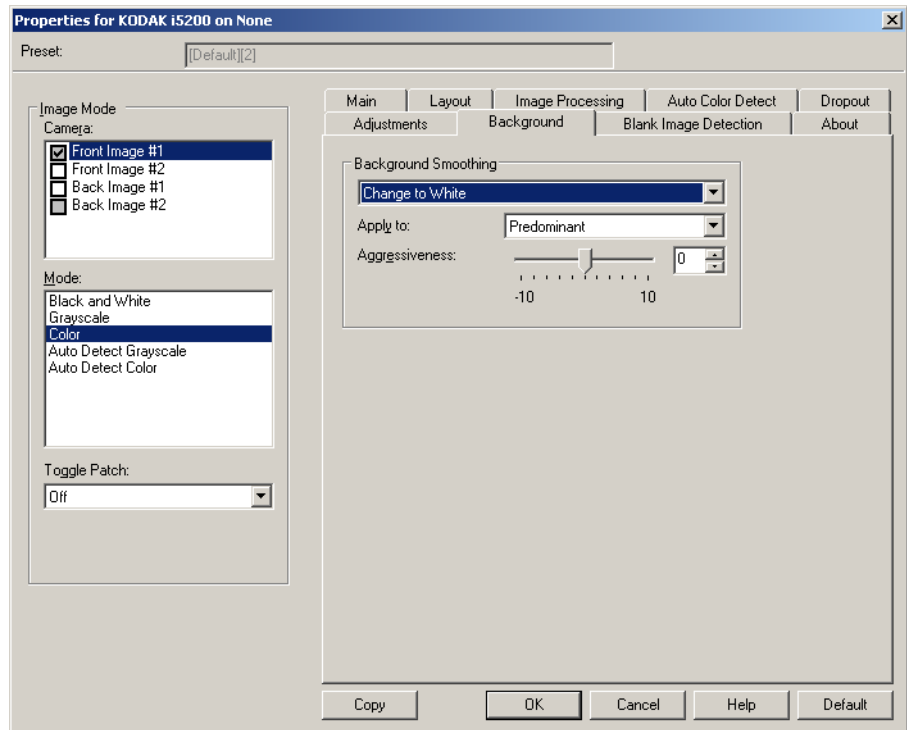 Properties for KODAK i5200 on None
Preset: [Default][2]
Image Mode
Camera:
Front Image #1
Front Image #2
Back Image #1
Back Image #2
Mode:
Black and White
Grayscale
Color
Auto Detect Grayscale
Auto Detect Color
Toggle Patch:
Off
Main Layout Image Processing Auto Color Detect Dropout
Adjustments Background Blank Image Detection About
Background Smoothing
Change to White
Apply to: Predominant
Aggressiveness: 0
-10 10
Copy OK Cancel Help Default